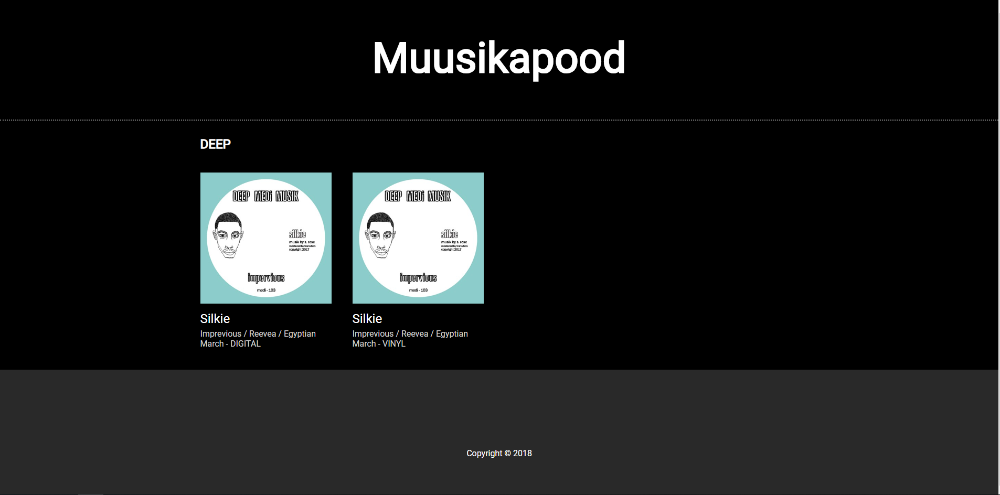 Muusikapood
DEEP
DEEP MEDi MUSIK
silkie
musik by s. rose
mastered by transition
copyright 2017
impervious
medi - 103
Silkie
Imprevious / Reevea / Egyptian
March - DIGITAL
DEEP MEDi MUSIK
silkie
musik by s. rose
mastered by transition
copyright 2017
impervious
medi - 103
Silkie
Imprevious / Reevea / Egyptian
March - VINYL
Copyright © 2018